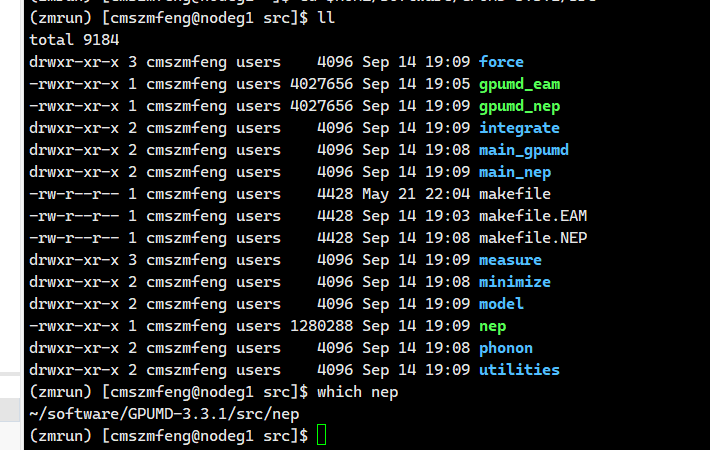 (zmrun) [cmszmfeng@nodeg1 src]$ ll
total 9184
drwxr-xr-x 3 cmszmfeng users    4096 Sep 14 19:09 force
-rwxr-xr-x 1 cmszmfeng users 4027656 Sep 14 19:05 gpumd_eam
-rwxr-xr-x 1 cmszmfeng users 4027656 Sep 14 19:09 gpumd_nep
drwxr-xr-x 2 cmszmfeng users    4096 Sep 14 19:09 integrate
drwxr-xr-x 2 cmszmfeng users    4096 Sep 14 19:08 main_gpumd
drwxr-xr-x 2 cmszmfeng users    4096 Sep 14 19:09 main_nep
-rw-r--r-- 1 cmszmfeng users    4428 May 21 22:04 makefile
-rw-r--r-- 1 cmszmfeng users    4428 Sep 14 19:03 makefile.EAM
-rw-r--r-- 1 cmszmfeng users    4428 Sep 14 19:08 makefile.NEP
drwxr-xr-x 3 cmszmfeng users    4096 Sep 14 19:09 measure
drwxr-xr-x 2 cmszmfeng users    4096 Sep 14 19:08 minimize
drwxr-xr-x 2 cmszmfeng users    4096 Sep 14 19:09 model
-rwxr-xr-x 1 cmszmfeng users 1280288 Sep 14 19:09 nep
drwxr-xr-x 2 cmszmfeng users    4096 Sep 14 19:08 phonon
drwxr-xr-x 2 cmszmfeng users    4096 Sep 14 19:09 utilities
(zmrun) [cmszmfeng@nodeg1 src]$ which nep
~/software/GPUMD-3.3.1/src/nep
(zmrun) [cmszmfeng@nodeg1 src]$